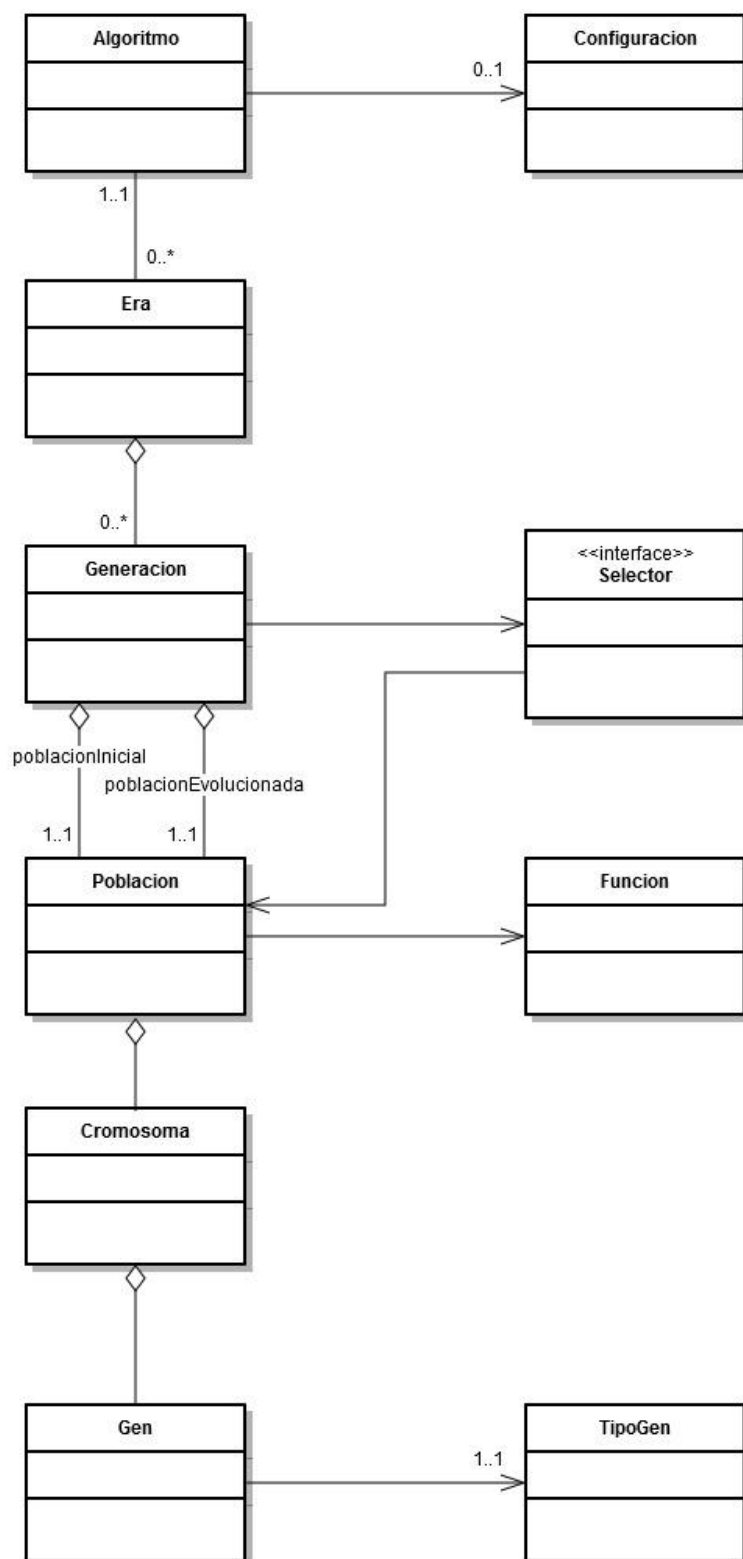 Algoritmo
Configuracion
0..1
1..1
0..*
Era
0..*
Generacion
<<interface>>
Selector
poblacionInicial
poblacionEvolucionada
1..1
1..1
Poblacion
Funcion
Cromosoma
Gen
TipoGen
1..1